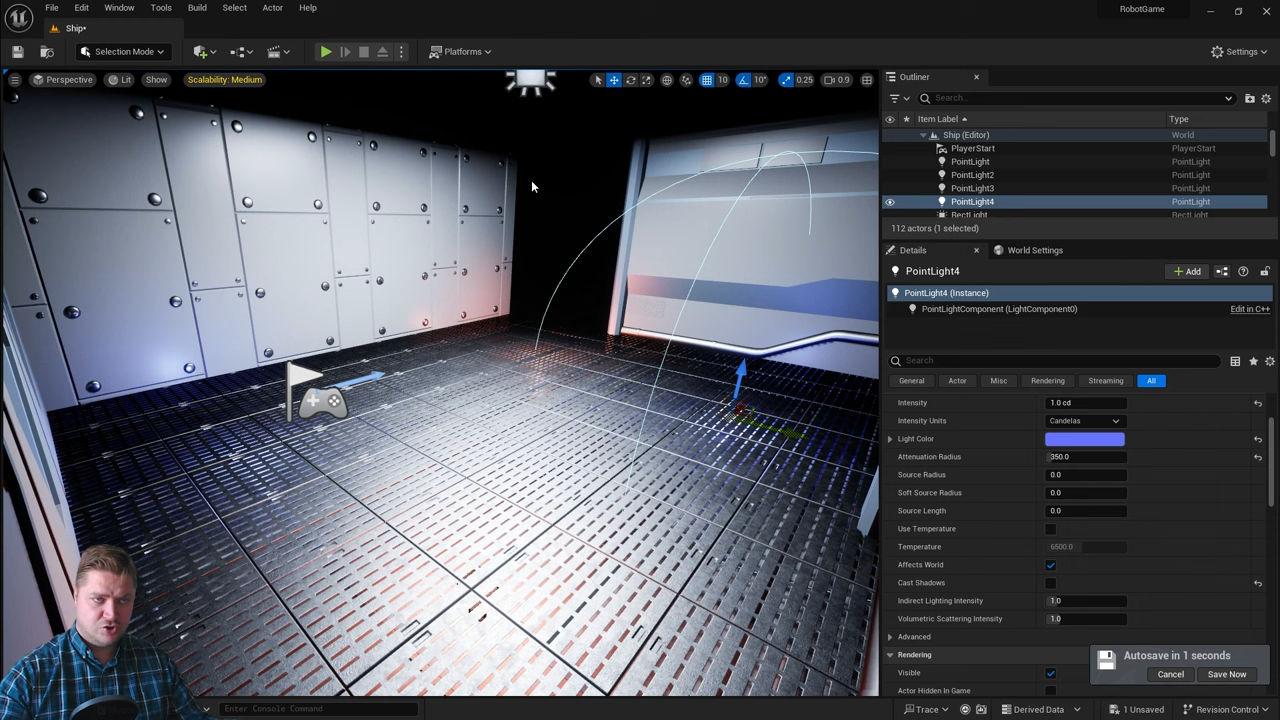 File Edit Window Tools Build Select Actor Help
RobotGame
Ship*
Selection Mode
Platforms
Settings
Perspective Lit Show Scalability: Medium
10 10° 0.25 0.9
Outliner
Search...
Item Label Type
Ship (Editor) World
PlayerStart PlayerStart
PointLight PointLight
PointLight2 PointLight
PointLight3 PointLight
PointLight4 PointLight
RectLight RectLight
112 actors (1 selected)
Details World Settings
PointLight4
Add
PointLight4 (Instance)
PointLightComponent (LightComponent0) Edit in C++
Search
General Actor Misc Rendering Streaming All
Intensity 1.0 cd
Intensity Units Candelas
Light Color
Attenuation Radius 350.0
Source Radius 0.0
Soft Source Radius 0.0
Source Length 0.0
Use Temperature
Temperature 6500.0
Affects World
Cast Shadows
Indirect Lighting Intensity 1.0
Volumetric Scattering Intensity 1.0
Advanced
Rendering
Visible
Actor Hidden In Game
Autosave in 1 seconds
Cancel Save Now
Enter Console Command
Trace Derived Data 1 Unsaved Revision Control